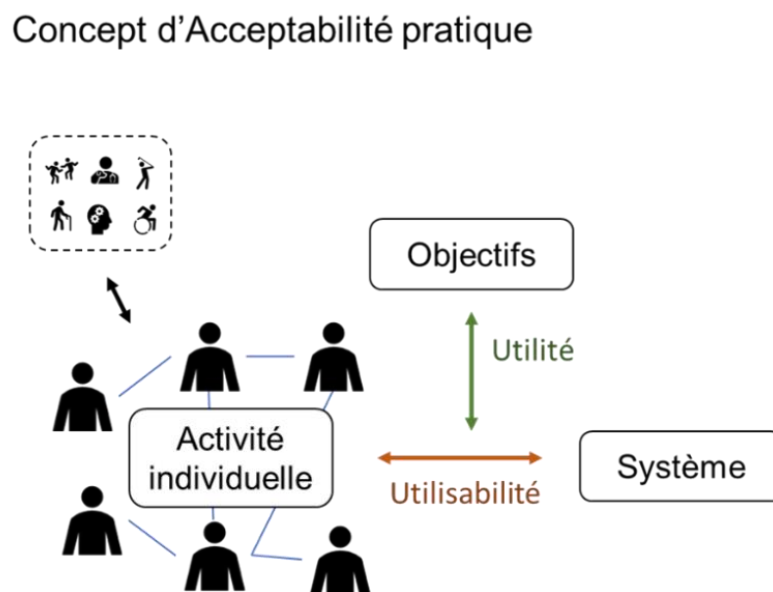 Concept d'Acceptabilité pratique
Objectifs
Utilité
Activité
individuelle
Utilisabilité
Système